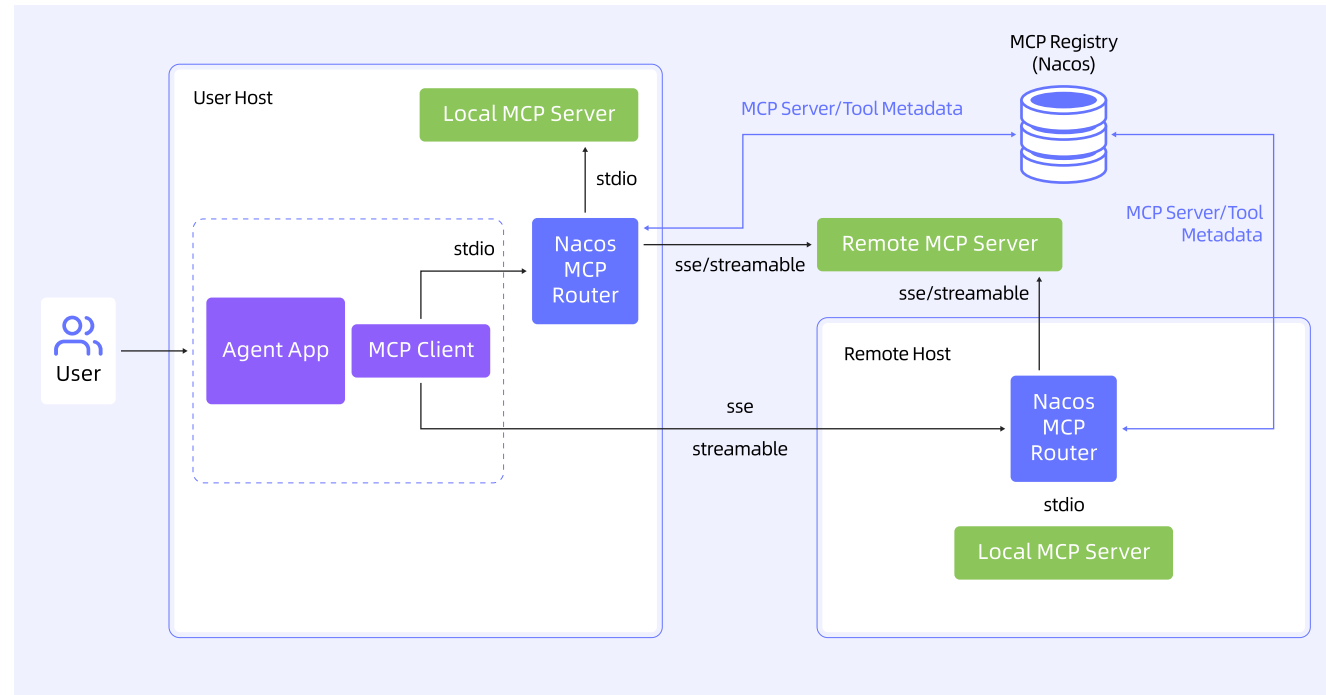 MCP Registry
(Nacos)
User Host
Local MCP Server
MCP Server/Tool Metadata
stdio
MCP Server/Tool
Metadata
stdio
Nacos
MCP
Router
Remote MCP Server
sse/streamable
sse/streamable
User
Agent App
MCP Client
Remote Host
sse
streamable
Nacos
MCP
Router
stdio
Local MCP Server